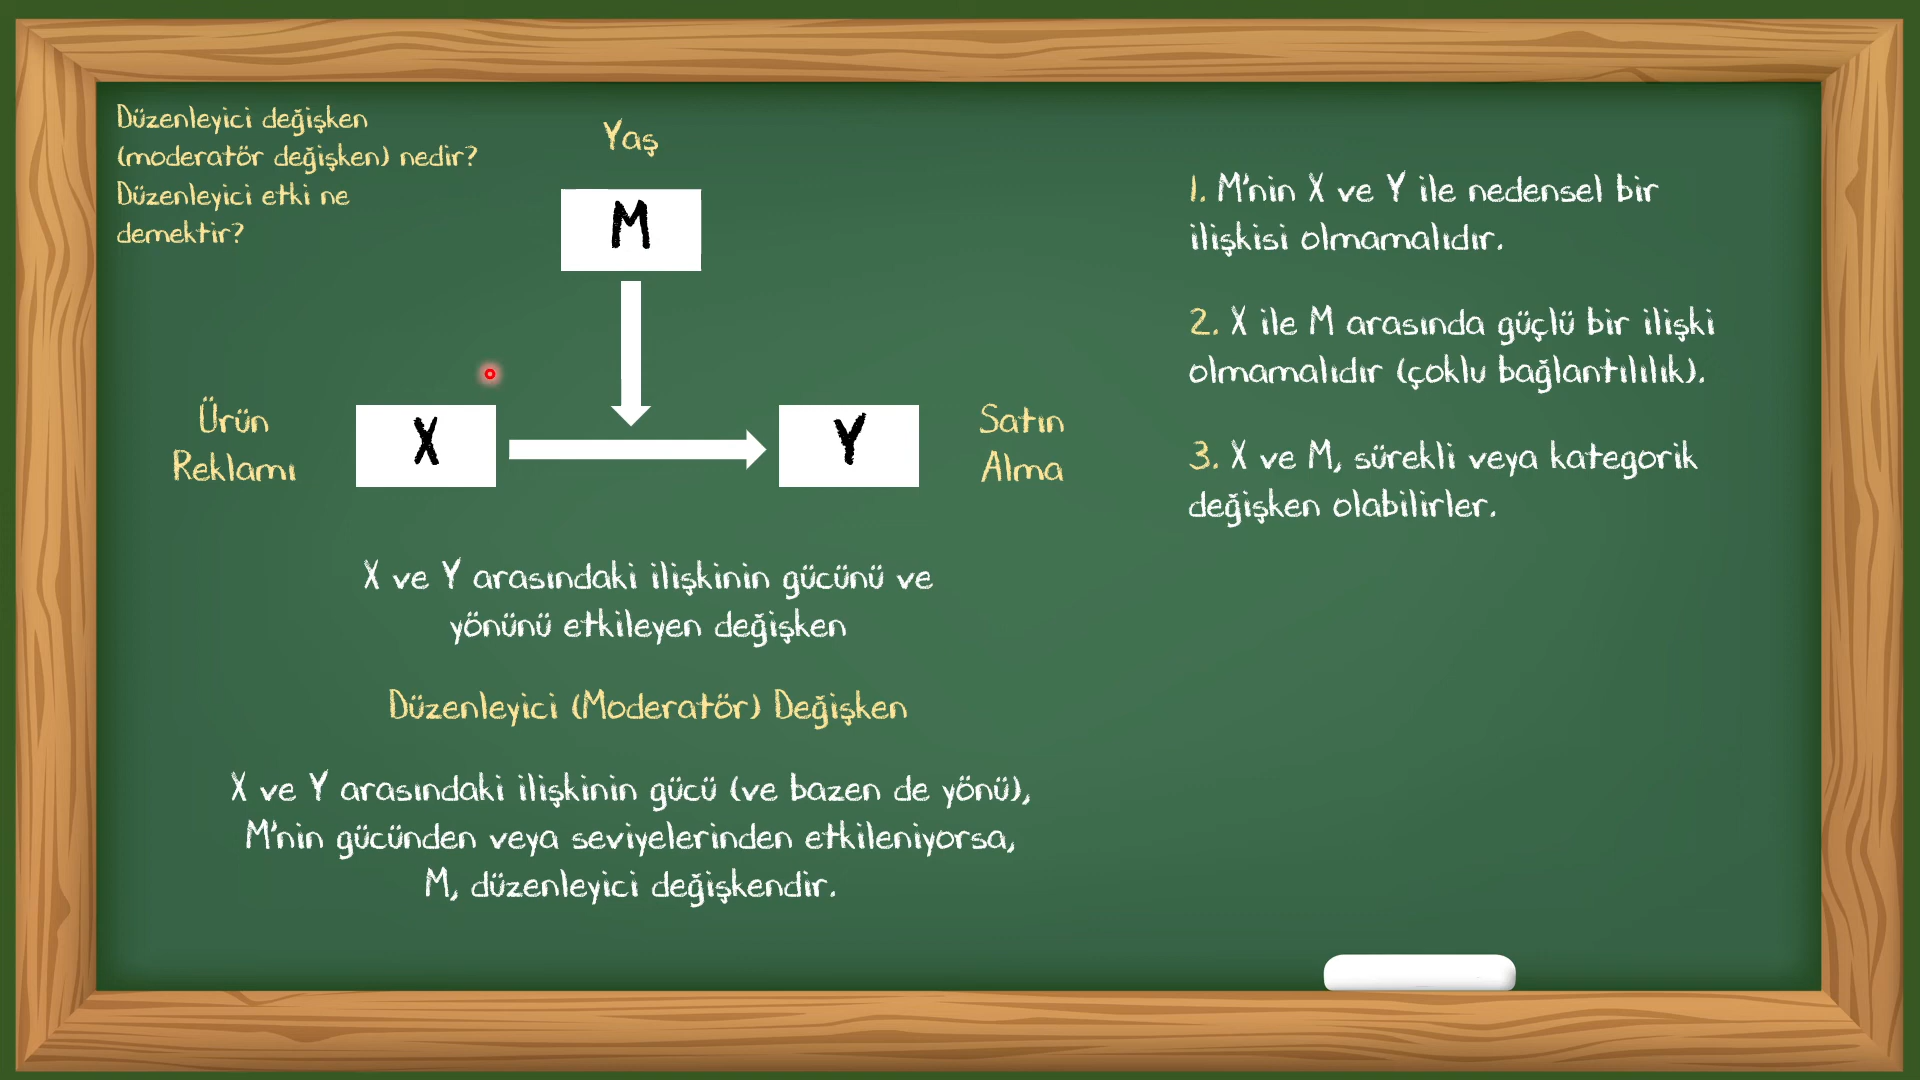 Düzenleyici değişken
(moderatör değişken) nedir?
Düzenleyici etki ne
demektir?
Yaş
M
Ürün
Reklamı
X
Y
Satın
Alma
X ve Y arasındaki ilişkinin gücünü ve
yönünü etkileyen değişken
Düzenleyici (Moderatör) Değişken
X ve Y arasındaki ilişkinin gücü (ve bazen de yönü),
M'nin gücünden veya seviyelerinden etkileniyorsa,
M, düzenleyici değişkendir.
1. M'nin X ve Y ile nedensel bir
ilişkisi olmamalıdır.
2. X ile M arasında güçlü bir ilişki
olmamalıdır (çoklu bağlantılılık).
3. X ve M, sürekli veya kategorik
değişken olabilirler.